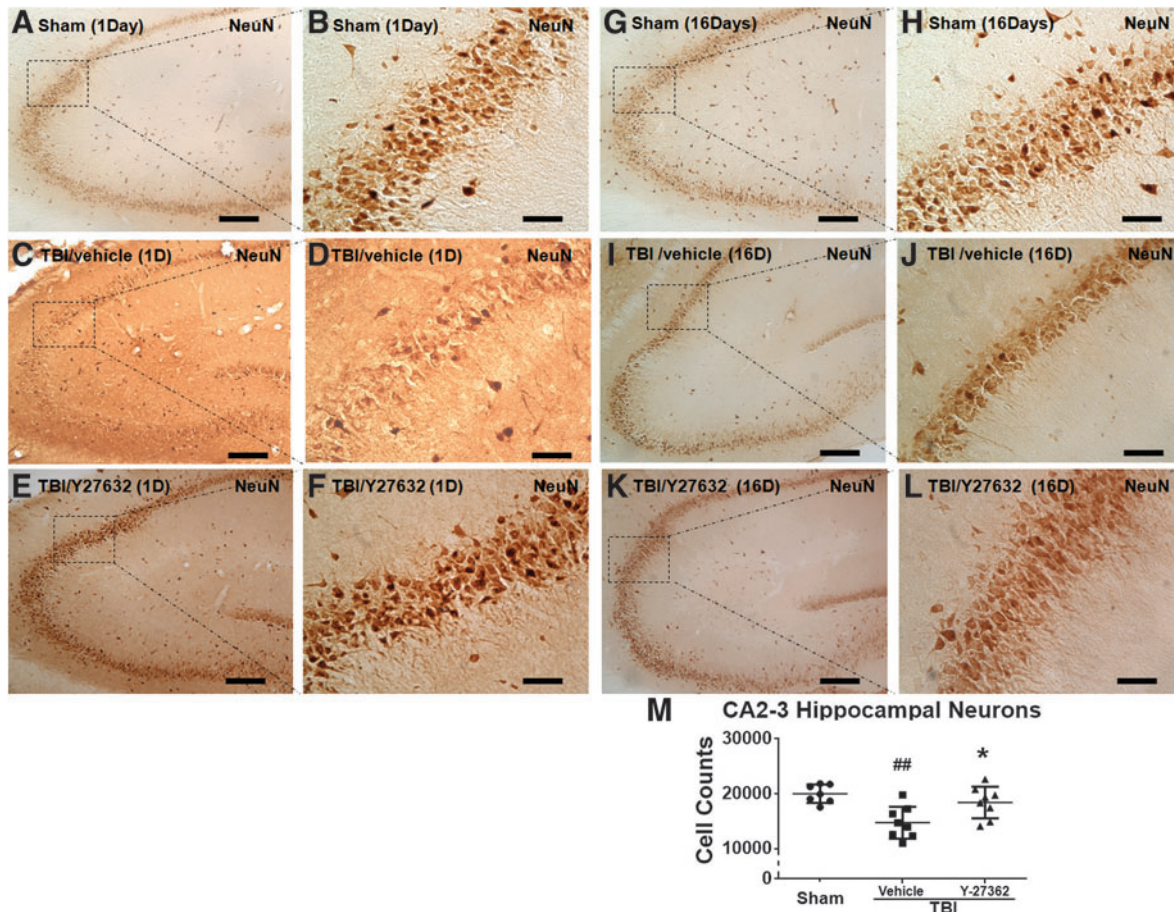 A Sham (1Day) NeuN
B Sham (1Day) NeuN
G Sham (16Days) NeuN
H Sham (16Days) NeuN
C TBI/vehicle (1D) NeuN
D TBI/vehicle (1D) NeuN
I TBI /vehicle (16D) NeuN
J TBI/vehicle (16D) NeuN
E TBI/Y27632 (1D) NeuN
F TBI/Y27632 (1D) NeuN
K TBI/Y27632 (16D) NeuN
L TBI/Y27632 (16D) NeuN
M CA2-3 Hippocampal Neurons
Cell Counts
30000
20000
10000
0
## *
Sham Vehicle Y-27362
TBI